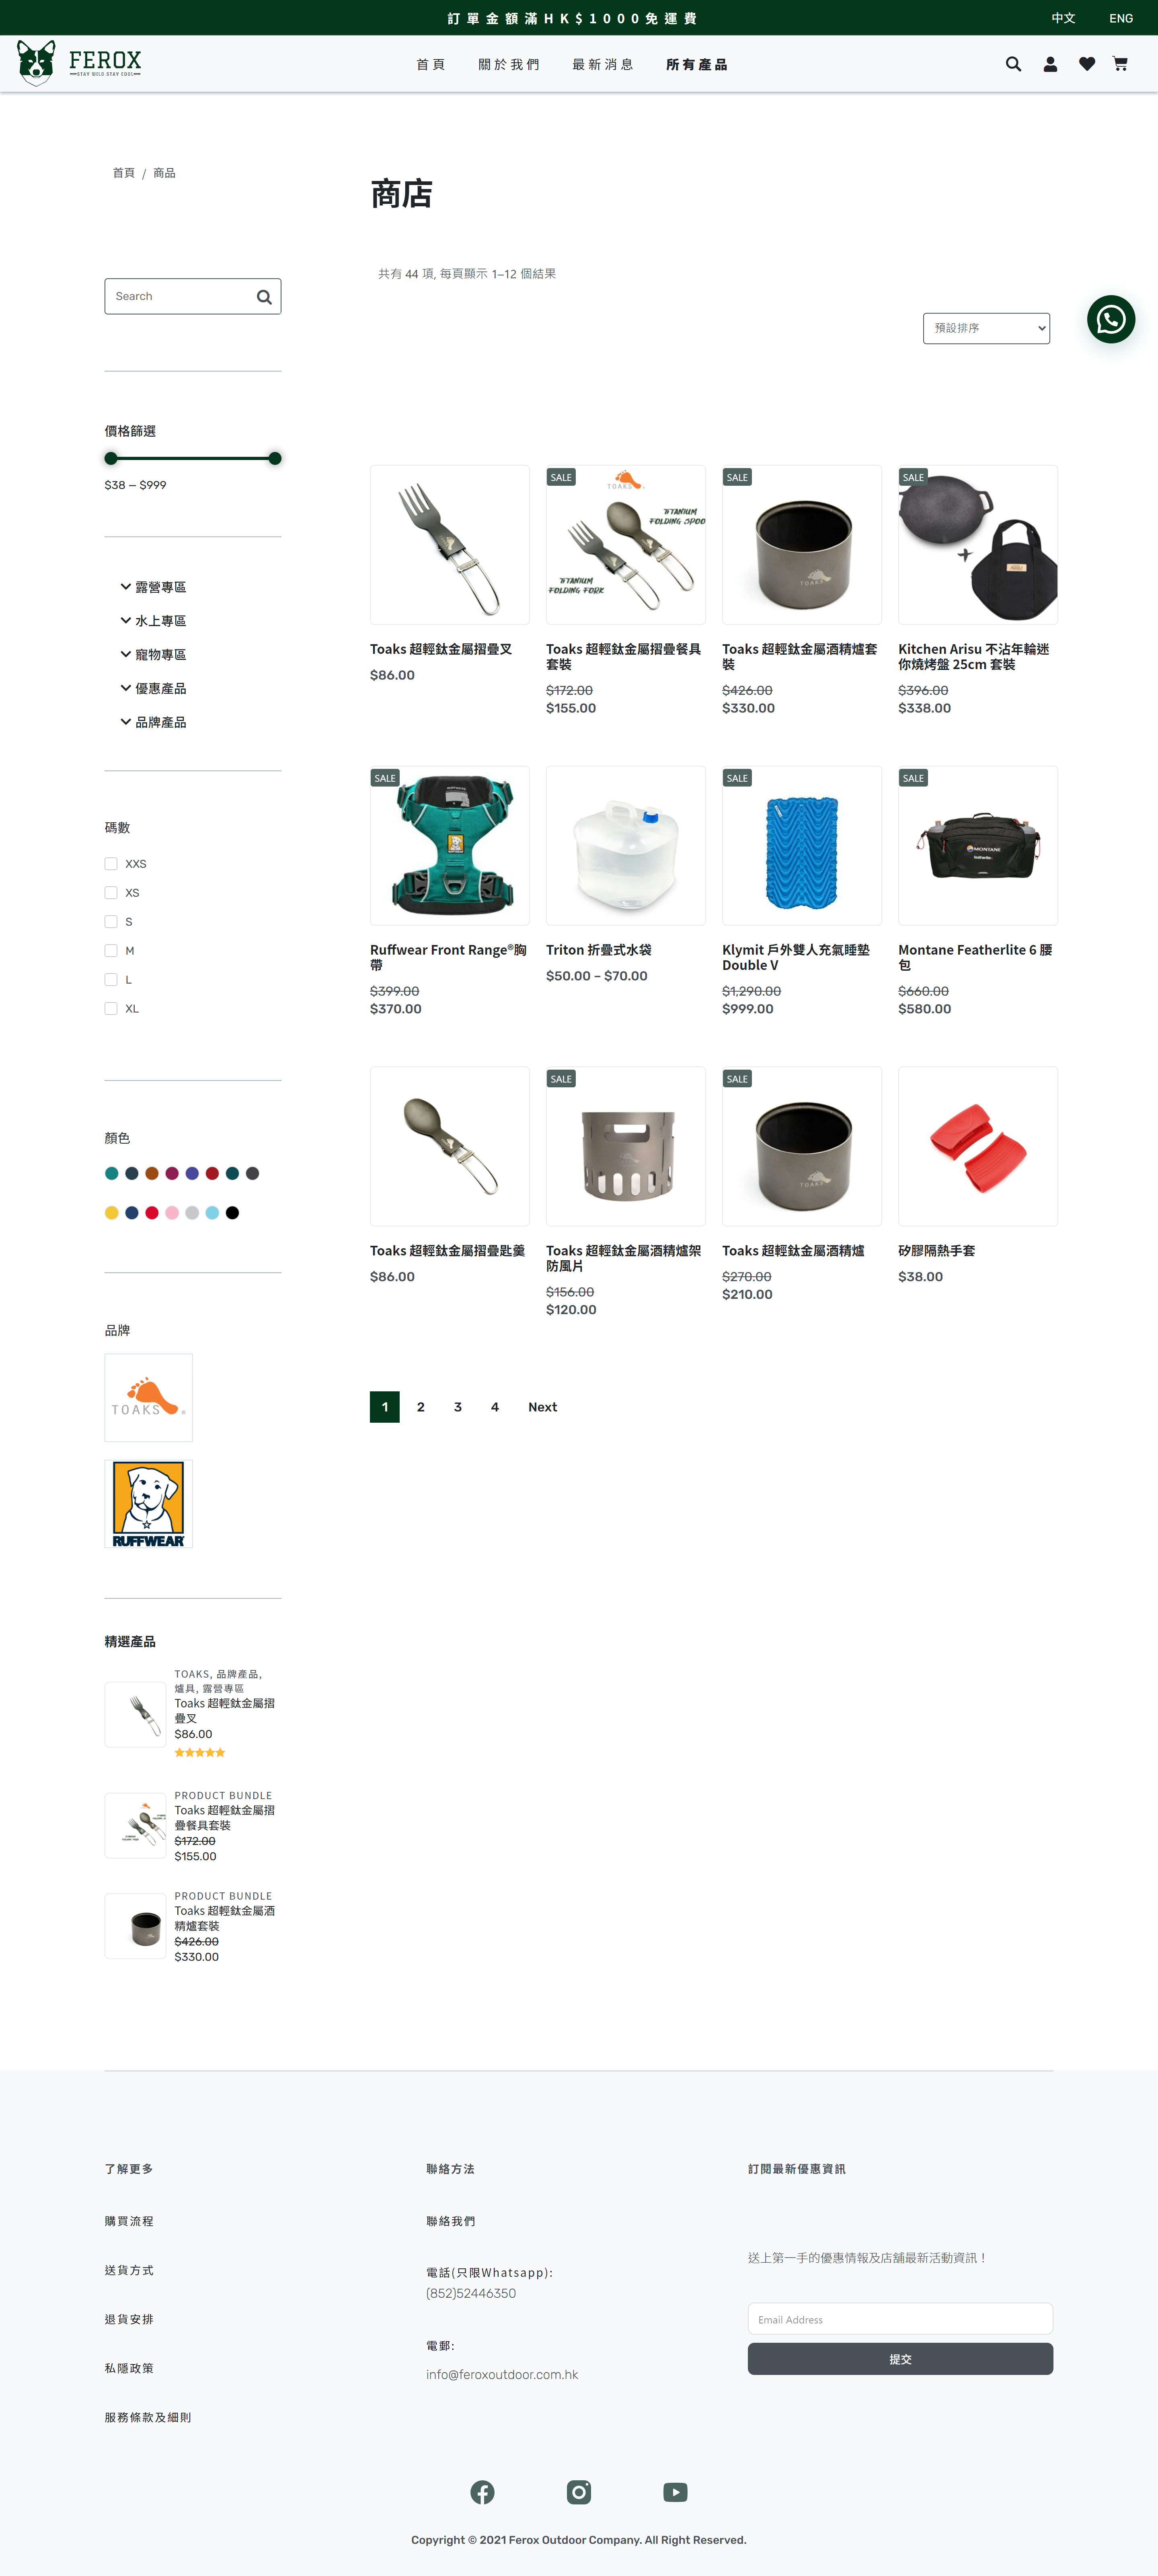 訂單金額滿HK$1000免運費
中文
ENG
FEROX
STAY WILD.STAY COOL
首頁
關於我們
最新消息
所有產品
首頁 / 商品
商店
共有 44 項, 每頁顯示 1–12 個結果
Search
預設排序
價格篩選
$38 — $999
露營專區
水上專區
寵物專區
優惠產品
品牌產品
碼數
XXS
XS
S
M
L
XL
顏色
品牌
TOAKS®
RUFFWEAR
精選產品
TOAKS, 品牌產品,
爐具, 露營專區
Toaks 超輕鈦金屬摺
疊叉
$86.00
PRODUCT BUNDLE
Toaks 超輕鈦金屬摺
疊餐具套裝
$172.00
$155.00
PRODUCT BUNDLE
Toaks 超輕鈦金屬酒
精爐套裝
$426.00
$330.00
Toaks 超輕鈦金屬摺疊叉
$86.00
SALE
TOAKS
TITANIUM
FOLDING SPOO
TITANIUM
FOLDING FORK
Toaks 超輕鈦金屬摺疊餐具
套裝
$172.00
$155.00
SALE
TOAKS
Toaks 超輕鈦金屬酒精爐套
裝
$426.00
$330.00
SALE
Kitchen Arisu 不沾年輪迷
你燒烤盤 25cm 套裝
$396.00
$338.00
SALE
Ruffwear Front Range®胸
帶
$399.00
$370.00
Triton 折疊式水袋
$50.00 – $70.00
SALE
Klymit 戶外雙人充氣睡墊
Double V
$1,290.00
$999.00
SALE
MONTANE
Montane Featherlite 6 腰
包
$660.00
$580.00
Toaks 超輕鈦金屬摺疊匙羹
$86.00
SALE
Toaks 超輕鈦金屬酒精爐架
防風片
$156.00
$120.00
SALE
TOAKS
Toaks 超輕鈦金屬酒精爐
$270.00
$210.00
矽膠隔熱手套
$38.00
1
2
3
4
Next
了解更多
購買流程
送貨方式
退貨安排
私隱政策
服務條款及細則
聯絡方法
聯絡我們
電話(只限Whatsapp):
(852)52446350
電郵:
info@feroxoutdoor.com.hk
訂閱最新優惠資訊
送上第一手的優惠情報及店舖最新活動資訊！
Email Address
提交
Copyright © 2021 Ferox Outdoor Company. All Right Reserved.